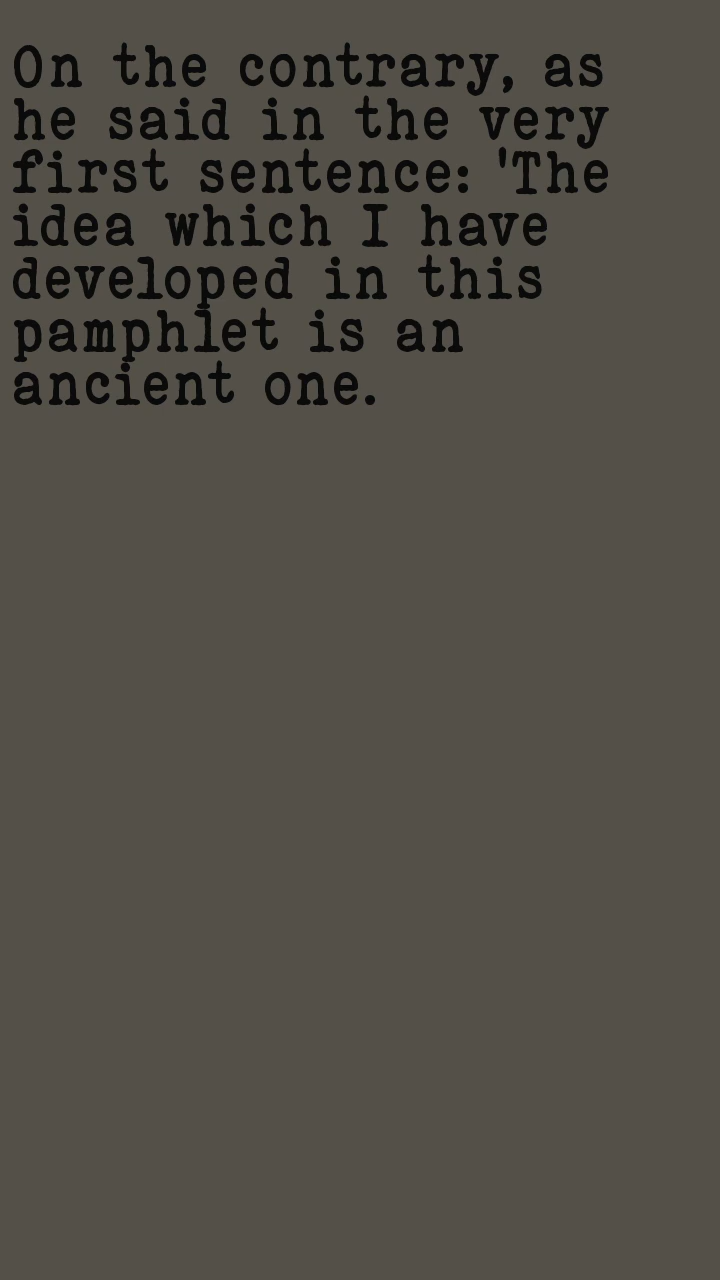 On the contrary, as
he said in the very
first sentence: 'The
idea which I have
developed in this
pamphlet is an
ancient one.